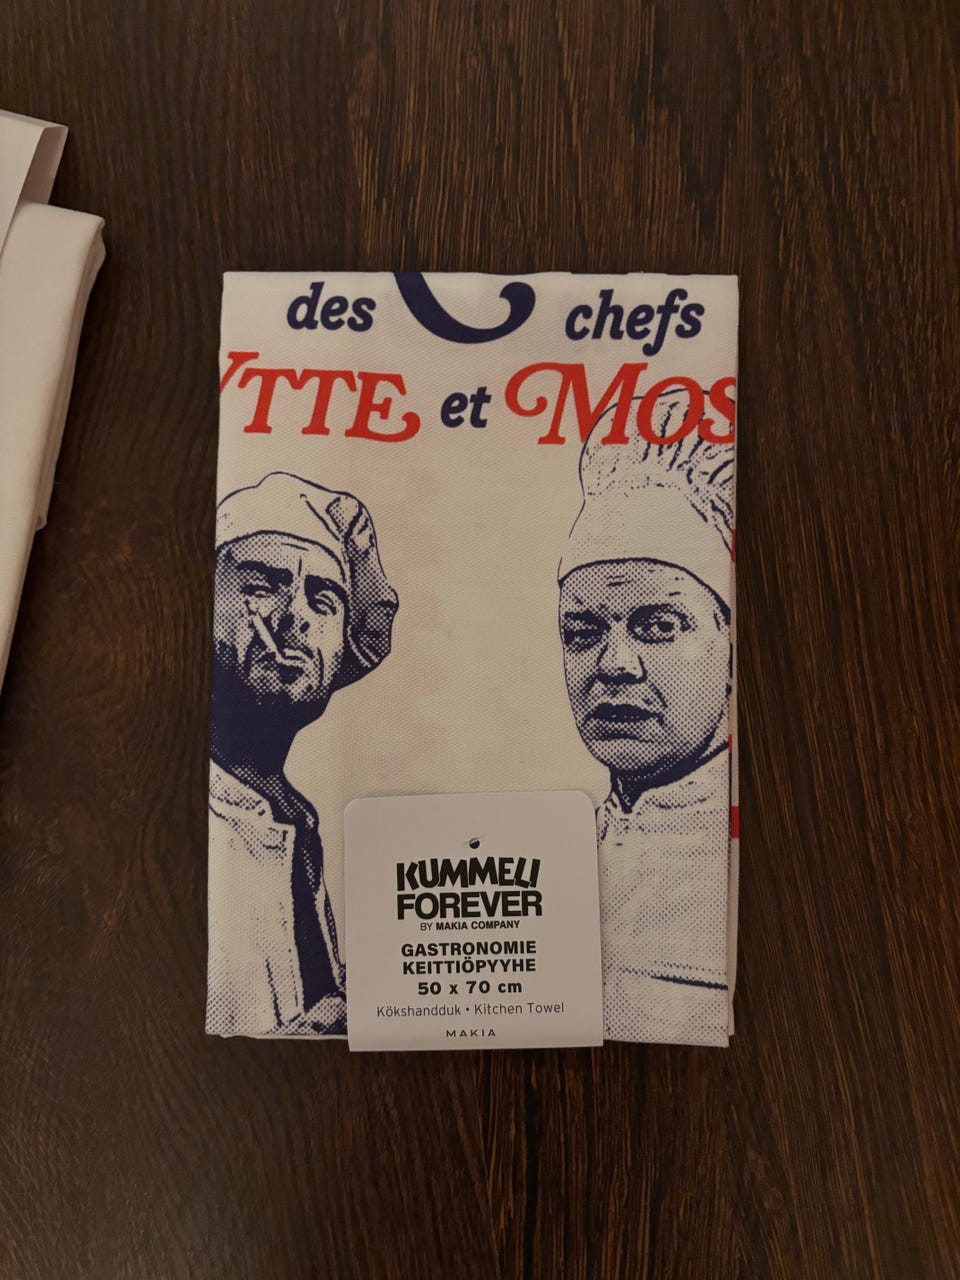 des chefs
YTTE et MOS
KUMMELI
FOREVER
BY MAKIA COMPANY
GASTRONOMIE
KEITTIÖPYYHE
50 x 70 cm
Kökshandduk • Kitchen Towel
MAKIA